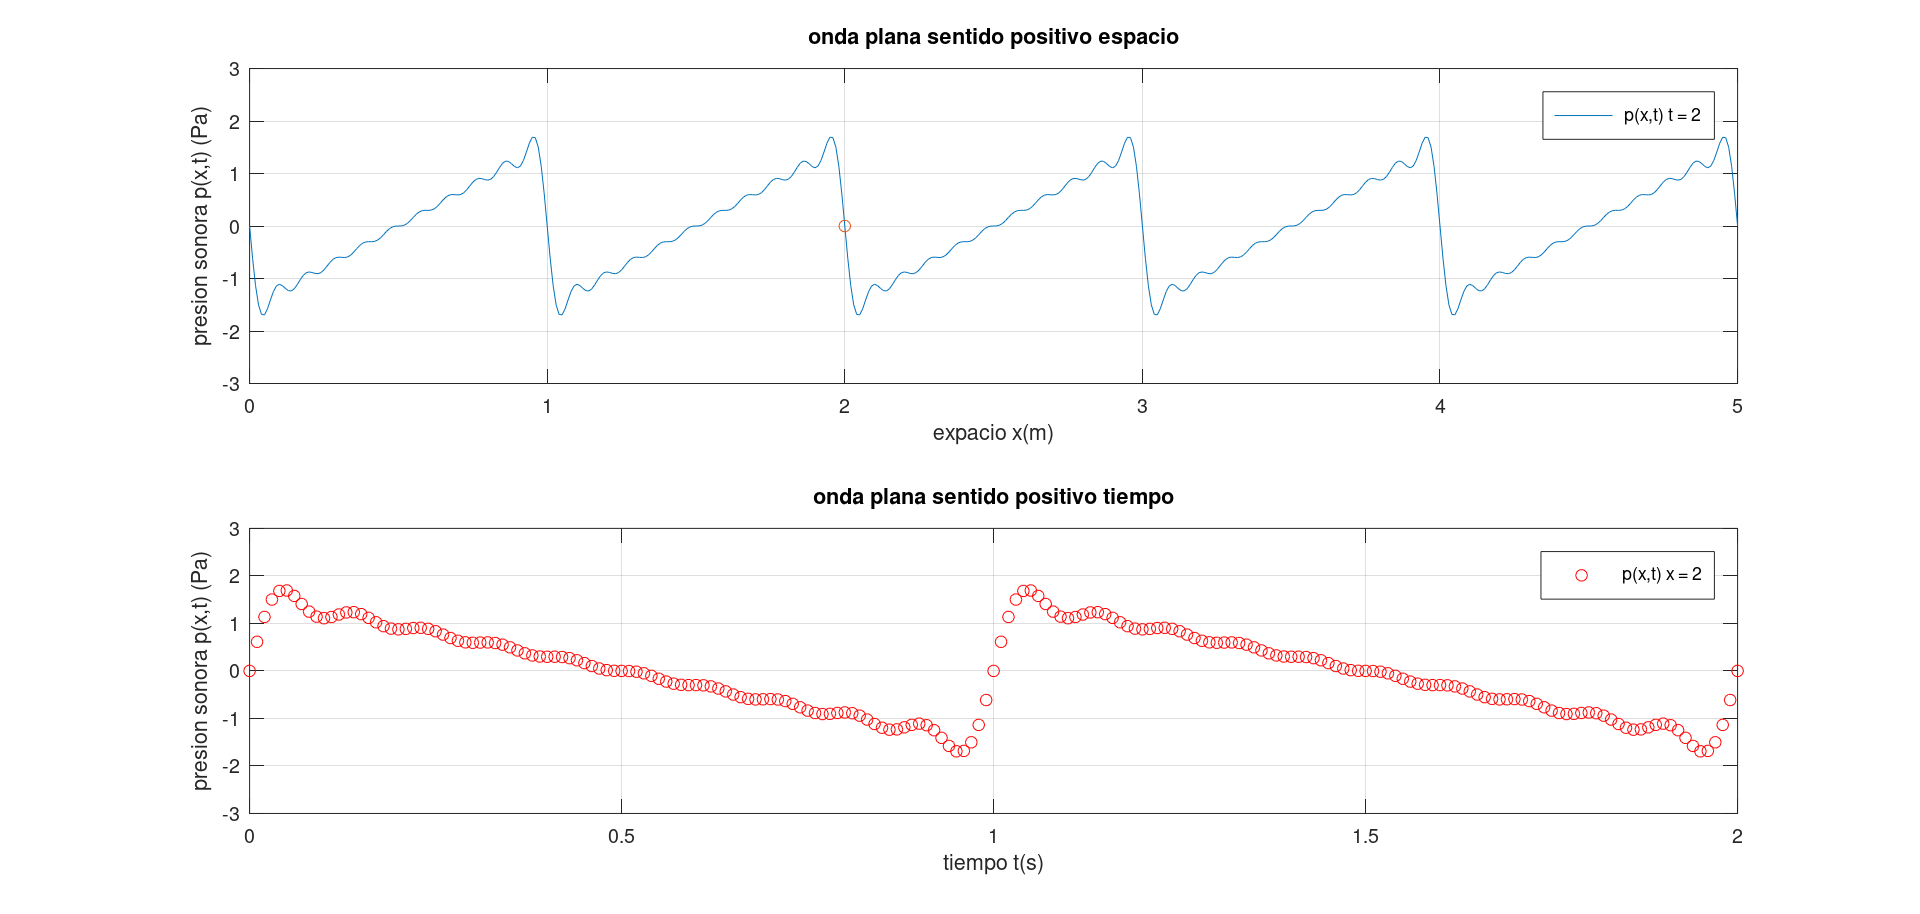 onda plana sentido positivo espacio
presion sonora p(x,t) (Pa)
3
2
1
0
-1
-2
-3
p(x,t) t = 2
0 1 2 3 4 5
expacio x(m)
onda plana sentido positivo tiempo
presion sonora p(x,t) (Pa)
3
2
1
0
-1
-2
-3
p(x,t) x = 2
0 0.5 1 1.5 2
tiempo t(s)